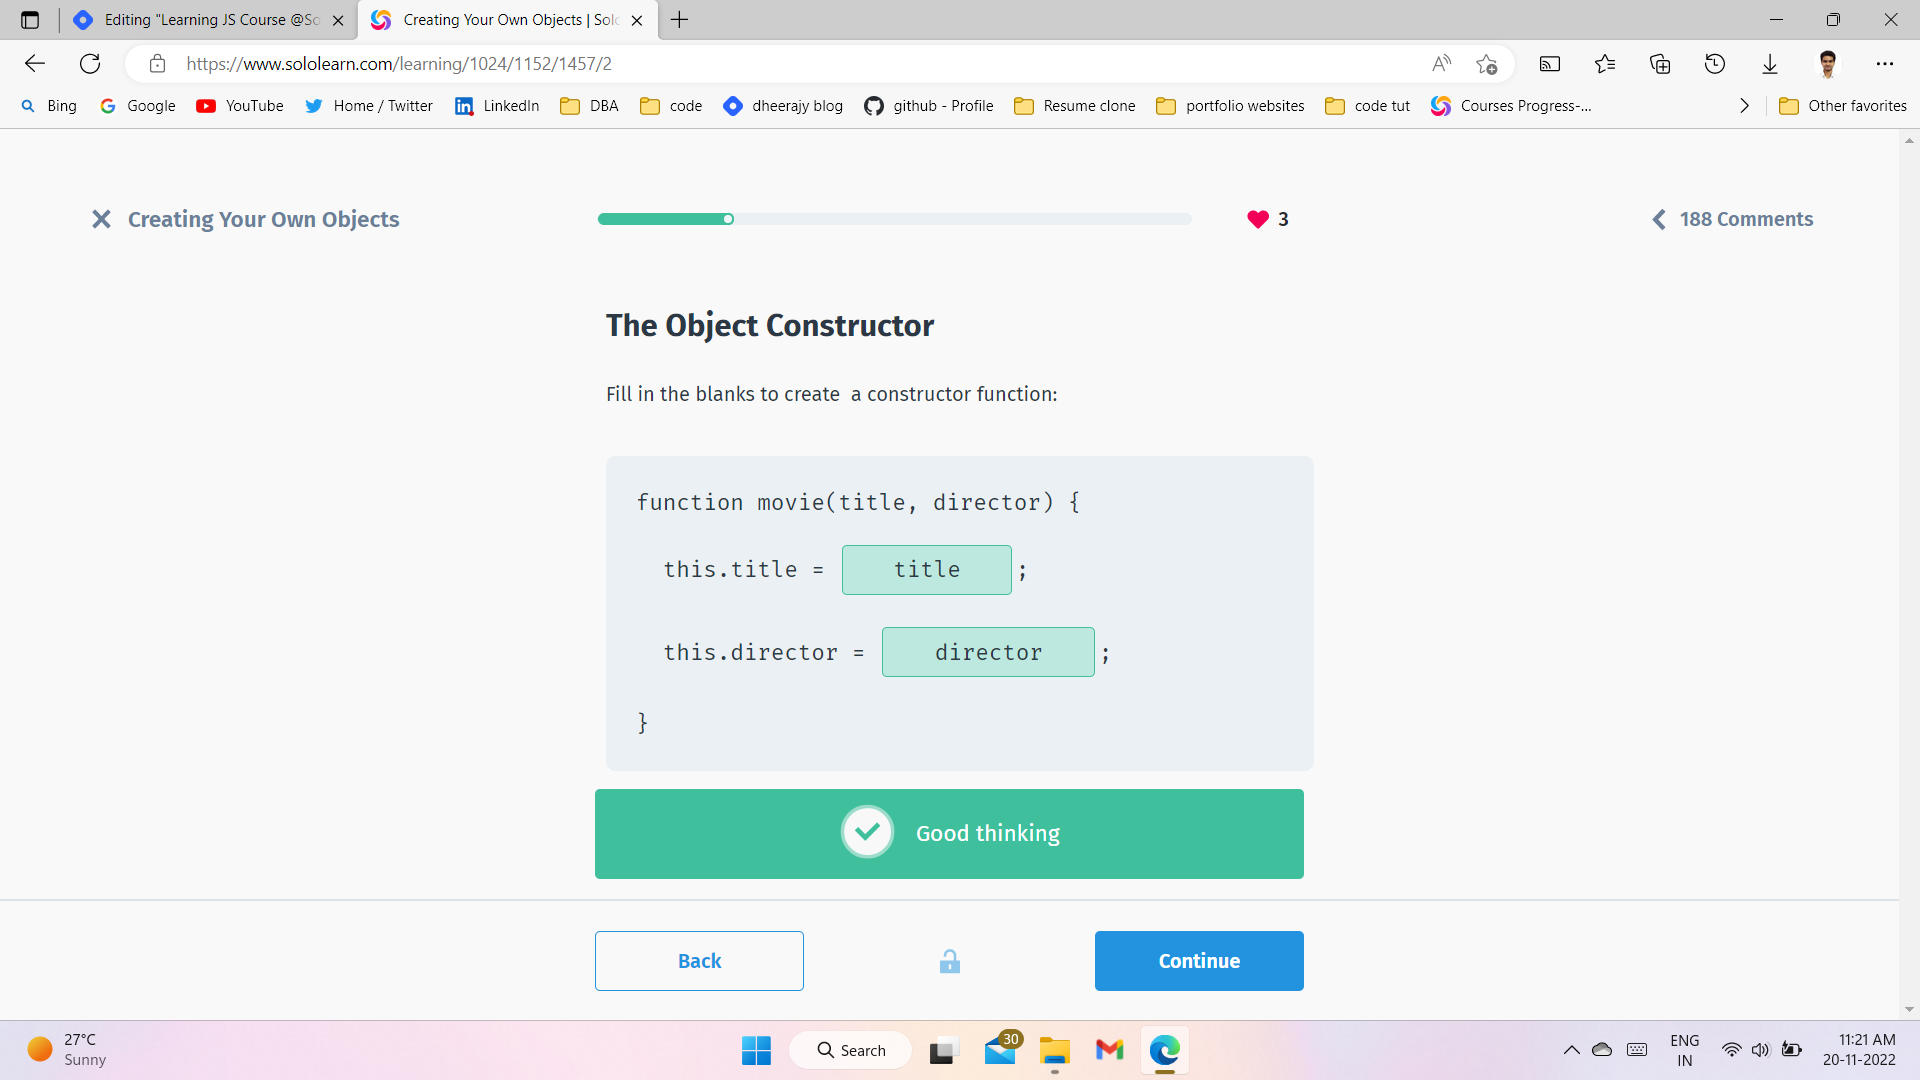 Editing "Learning JS Course @So
Creating Your Own Objects | Solo
https://www.sololearn.com/learning/1024/1152/1457/2
Bing
Google
YouTube
Home / Twitter
LinkedIn
DBA
code
dheerajy blog
github - Profile
Resume clone
portfolio websites
code tut
Courses Progress-...
Other favorites
Creating Your Own Objects
3
188 Comments
The Object Constructor
Fill in the blanks to create  a constructor function:
function movie(title, director) {
this.title = title ;
this.director = director ;
}
Good thinking
Back
Continue
27°C
Sunny
Search
30
ENG
IN
11:21 AM
20-11-2022